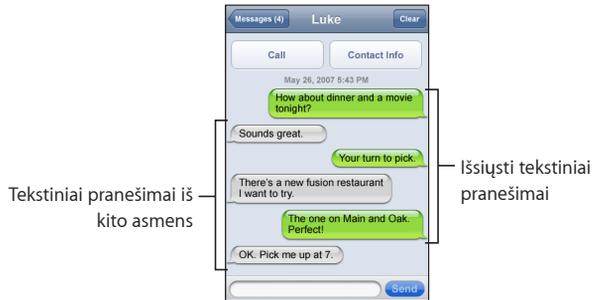 Messages (4)
Luke
Clear
Call
Contact Info
May 26, 2007 5:43 PM
How about dinner and a movie
tonight?
Sounds great.
Your turn to pick.
There's a new fusion restaurant
I want to try.
The one on Main and Oak.
Perfect!
OK. Pick me up at 7.
Send
Tekstiniai pranešimai iš
kito asmens
Išsiųsti tekstiniai
pranešimai